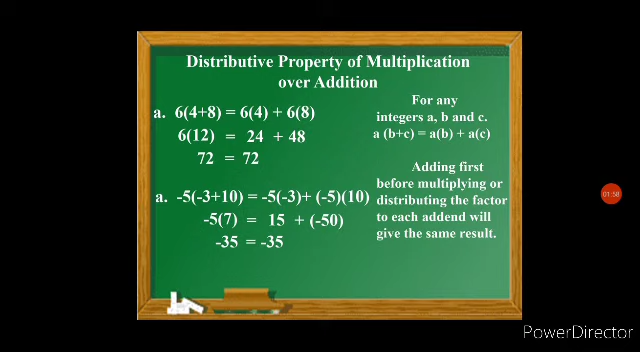 Distributive Property of Multiplication
over Addition
a. 6(4+8) = 6(4) + 6(8)
6(12) = 24 + 48
72 = 72
a. -5(-3+10) = -5(-3)+ (-5)(10)
-5(7) = 15 + (-50)
-35 = -35
For any
integers a, b and c.
a (b+c) = a(b) + a(c)
Adding first
before multiplying or
distributing the factor
to each addend will
give the same result.
01:58
PowerDirector